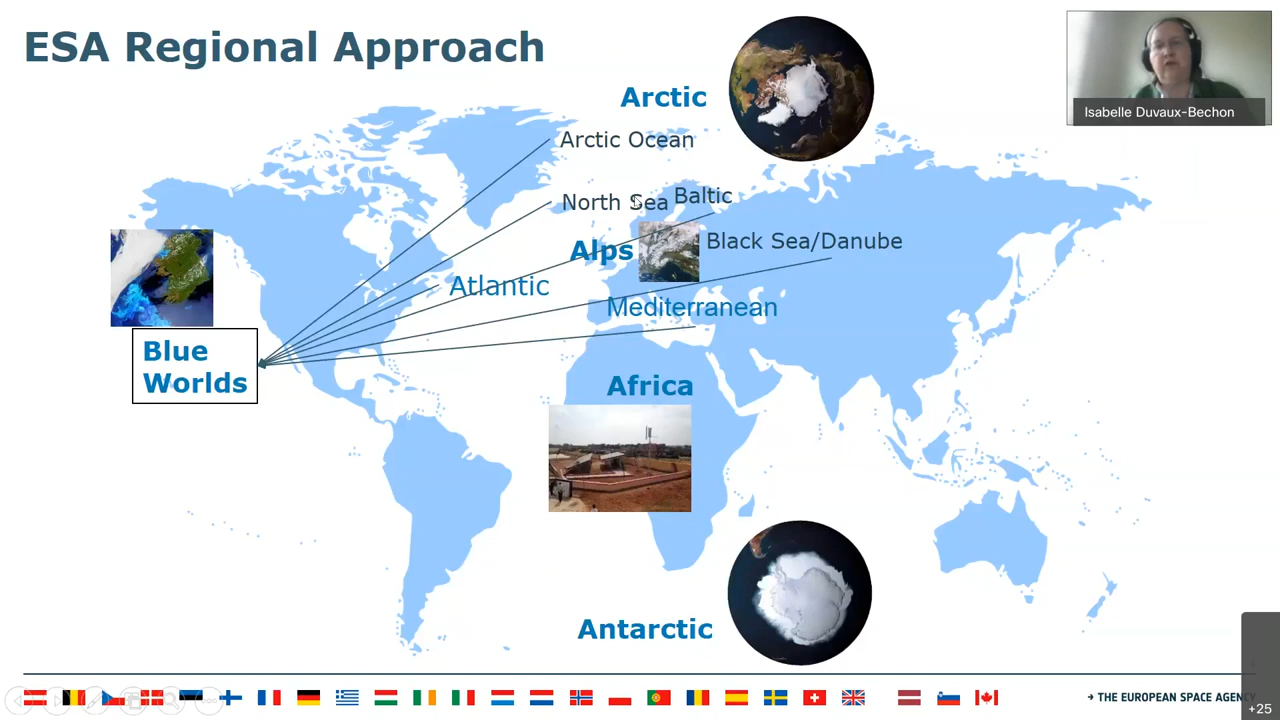 ESA Regional Approach
Isabelle Duvaux-Bechon
Arctic
Arctic Ocean
North Sea
Baltic
Alps
Black Sea/Danube
Atlantic
Mediterranean
Blue
Worlds
Africa
Antarctic
→ THE EUROPEAN SPACE AGENCY
+25